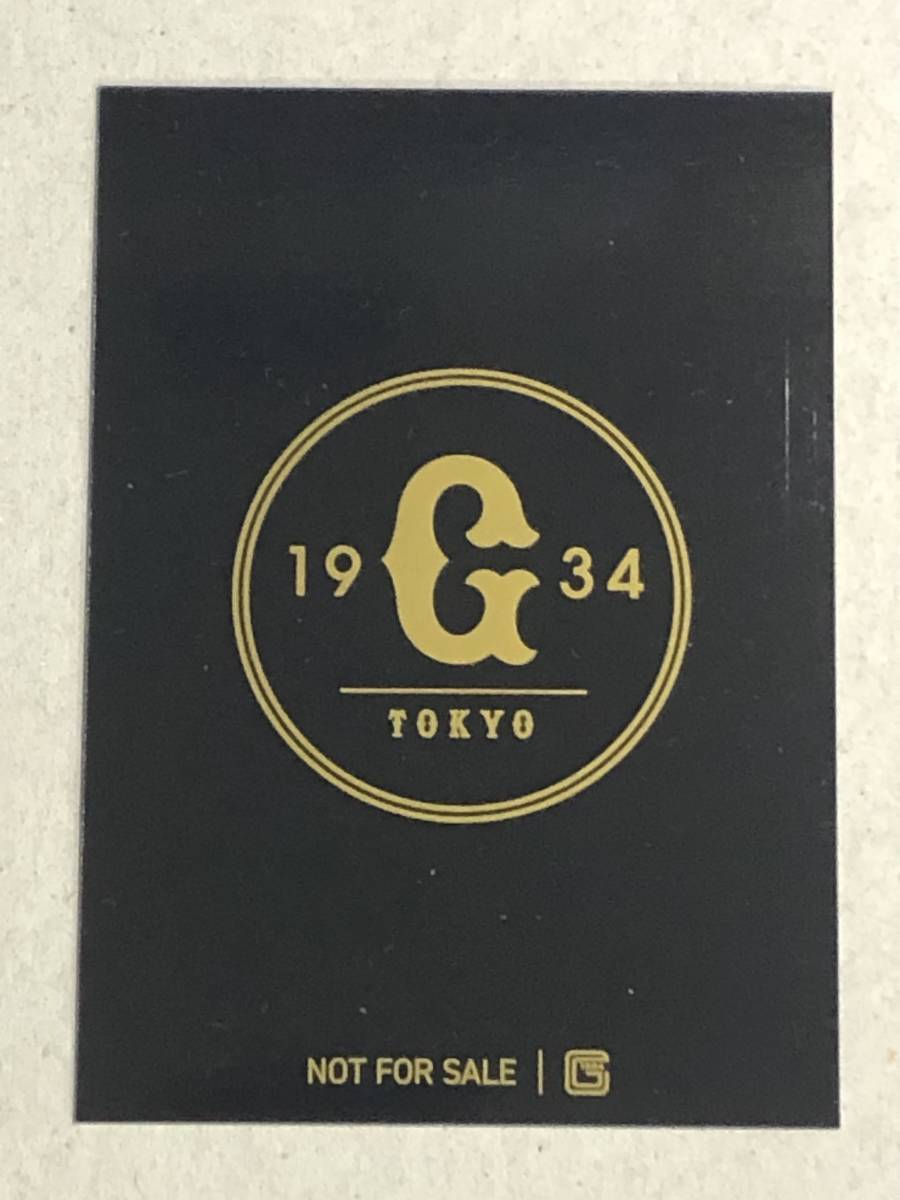 19 G 34
TOKYO
NOT FOR SALE | G